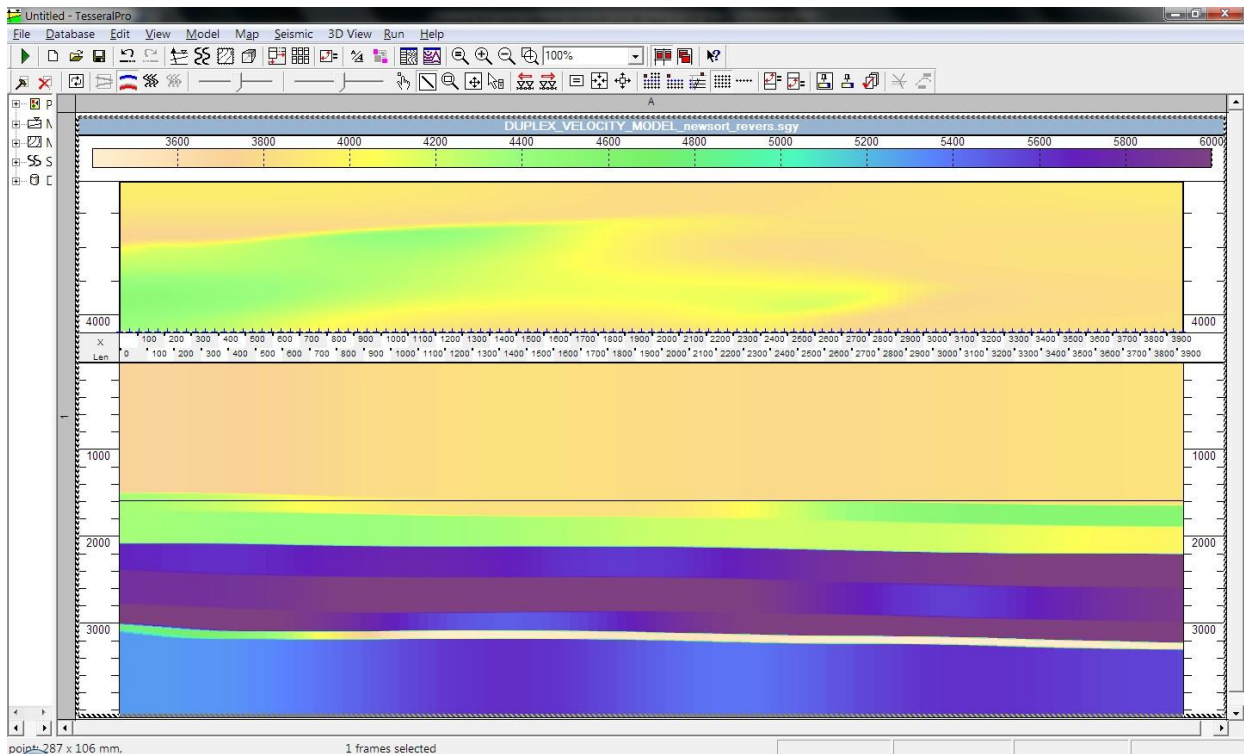 Untitled - TesseralPro
File Database Edit View Model Map Seismic 3D View Run Help
100%
A
P
N
N
S
D
DUPLEX_VELOCITY_MODEL_newsort_revers.sgy
3600 3800 4000 4200 4400 4600 4800 5000 5200 5400 5600 5800 6000
4000 4000
X 100 200 300 400 500 600 700 800 900 1000 1100 1200 1300 1400 1500 1600 1700 1800 1900 2000 2100 2200 2300 2400 2500 2600 2700 2800 2900 3000 3100 3200 3300 3400 3500 3600 3700 3800 3900
Len 0 100 200 300 400 500 600 700 800 900 1000 1100 1200 1300 1400 1500 1600 1700 1800 1900 2000 2100 2200 2300 2400 2500 2600 2700 2800 2900 3000 3100 3200 3300 3400 3500 3600 3700 3800 3900
1
1000 1000
2000 2000
3000 3000
point: 287 x 106 mm. 1 frames selected